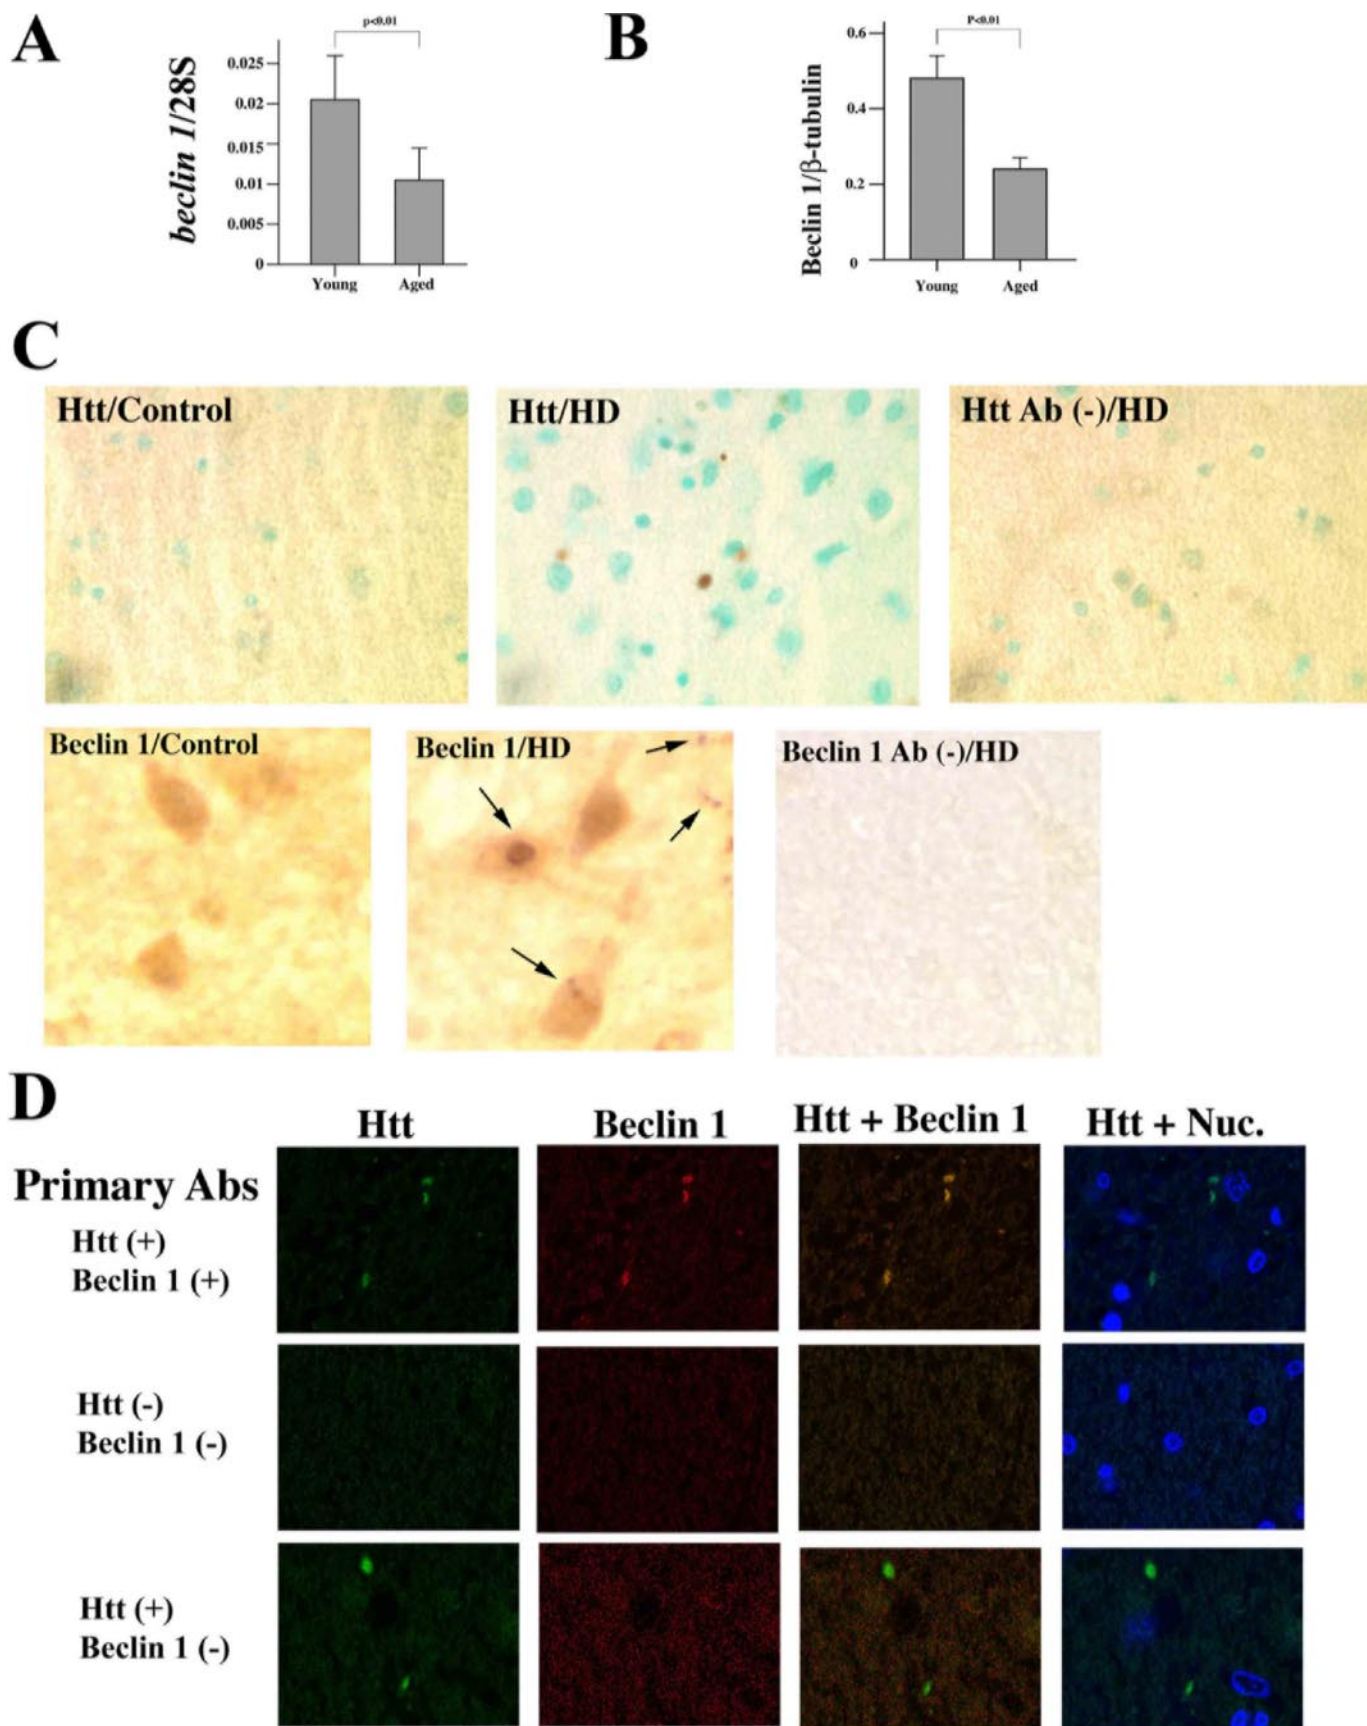 A
p<0.01
beclin 1/28S
0.025
0.02
0.015
0.01
0.005
0
Young Aged
B
P<0.01
Beclin 1/β-tubulin
0.6
0.4
0.2
0
Young Aged
C
Htt/Control
Htt/HD
Htt Ab (-)/HD
Beclin 1/Control
Beclin 1/HD
Beclin 1 Ab (-)/HD
D
Htt
Beclin 1
Htt + Beclin 1
Htt + Nuc.
Primary Abs
Htt (+)
Beclin 1 (+)
Htt (-)
Beclin 1 (-)
Htt (+)
Beclin 1 (-)